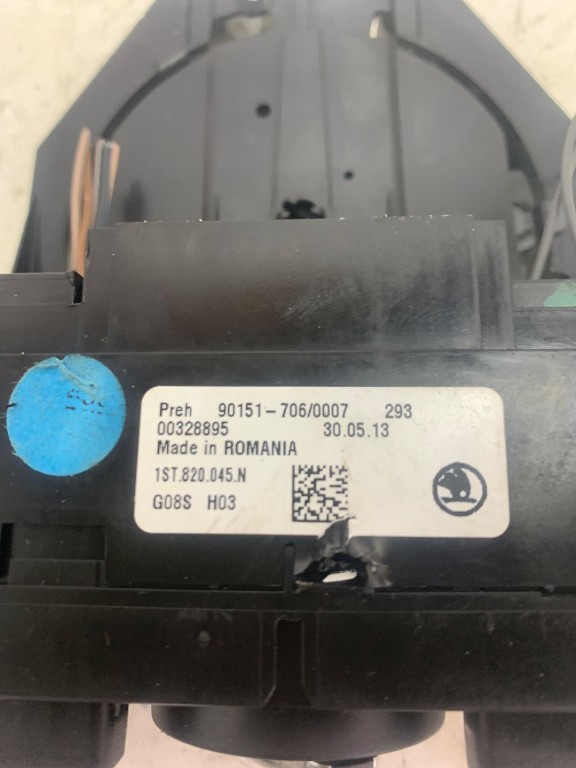 Preh 90151-706/0007 293
00328895 30.05.13
Made in ROMANIA
1ST.820.045.N
G08S H03